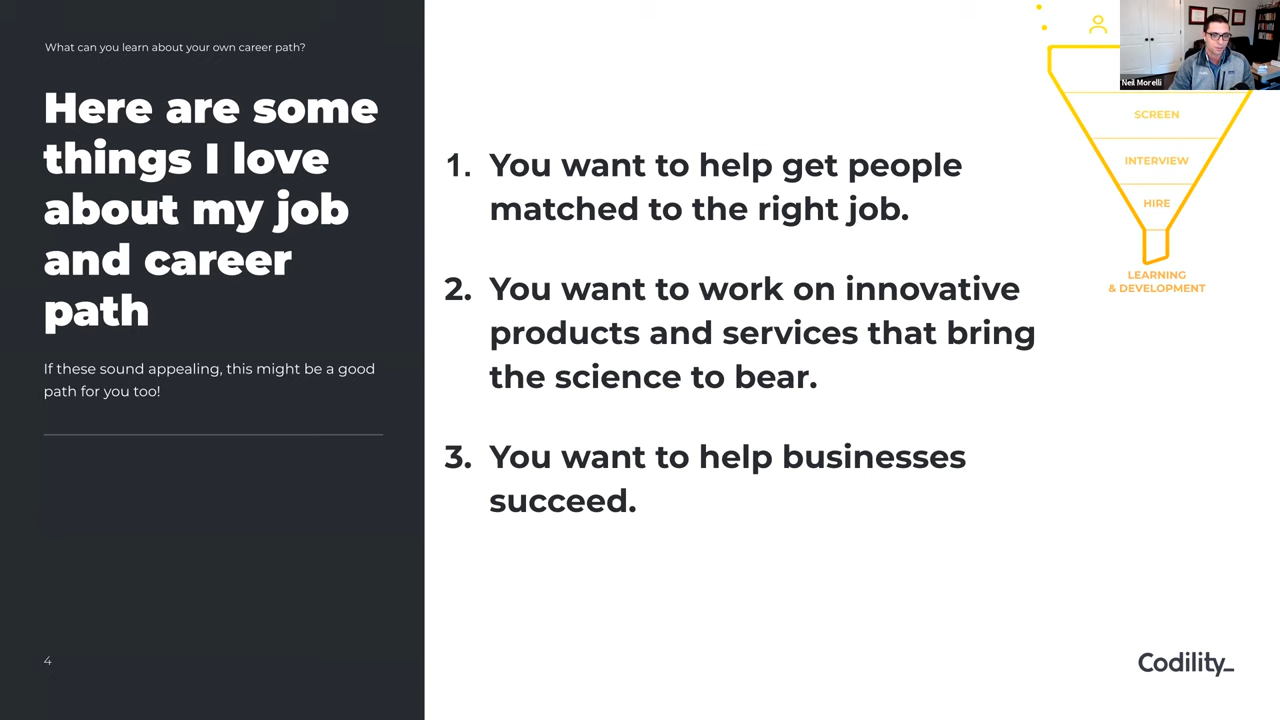 What can you learn about your own career path?
Here are some
things I love
about my job
and career
path
If these sound appealing, this might be a good
path for you too!
4
1. You want to help get people
matched to the right job.
2. You want to work on innovative
products and services that bring
the science to bear.
3. You want to help businesses
succeed.
Neil Morelli
SCREEN
INTERVIEW
HIRE
LEARNING
& DEVELOPMENT
Codility_